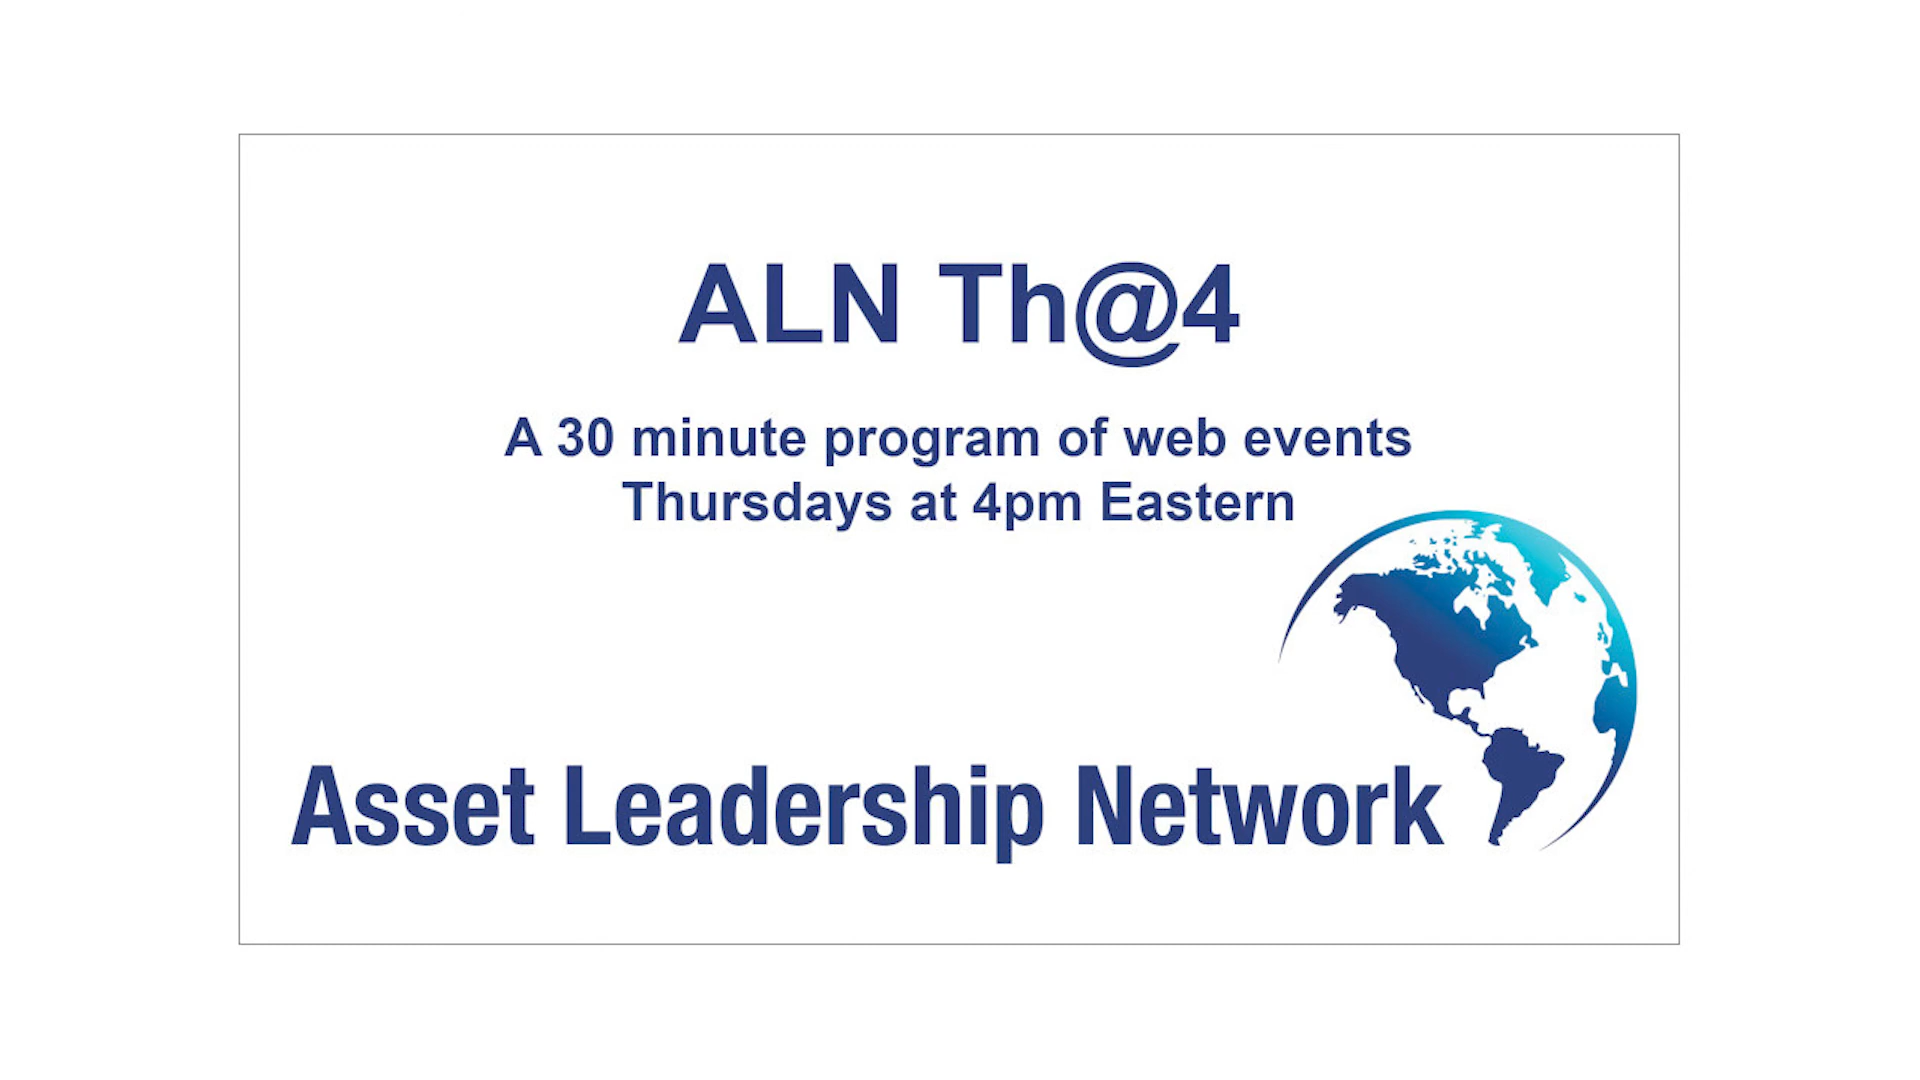 ALN Th@4
A 30 minute program of web events
Thursdays at 4pm Eastern
Asset Leadership Network